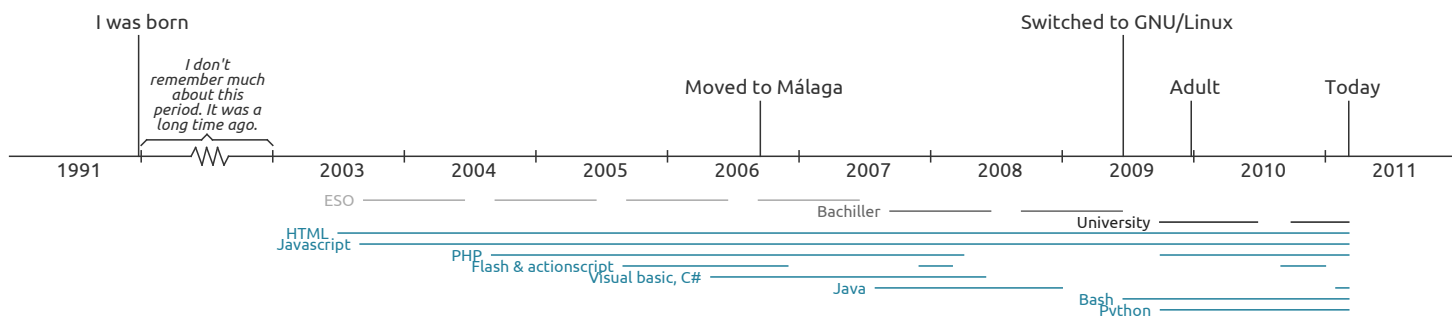 I was born
Switched to GNU/Linux
I don't
remember much
about this
period. It was a
long time ago.
Moved to Málaga
Adult
Today
1991
2003
2004
2005
2006
2007
2008
2009
2010
2011
ESO
Bachiller
University
HTML
Javascript
PHP
Flash & actionscript
Visual basic, C#
Java
Bash
Python